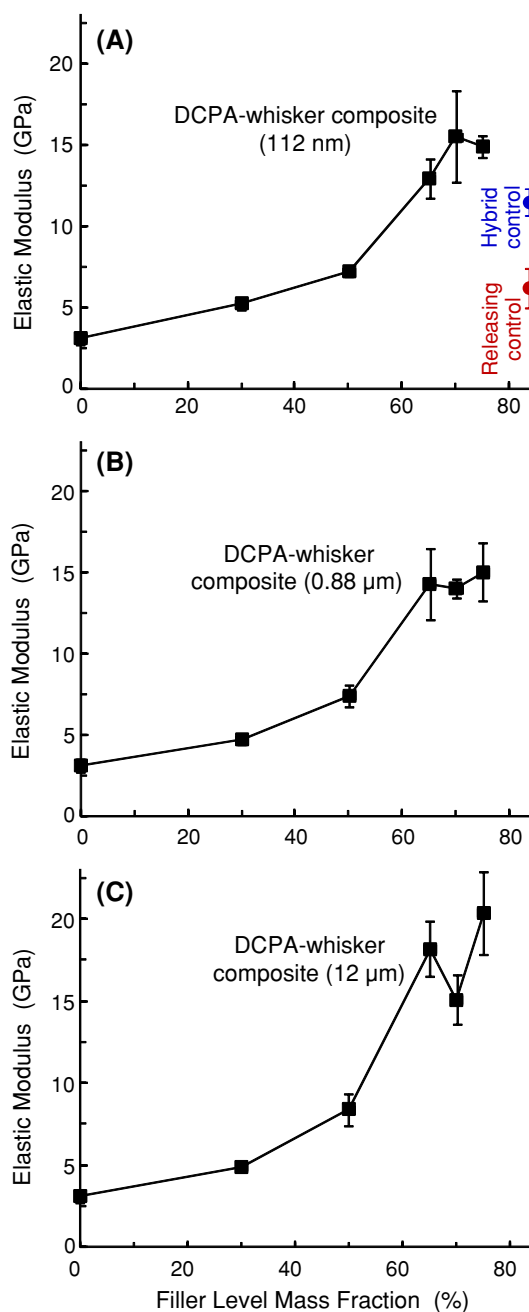 (A)
20
15
10
5
0
Elastic Modulus (GPa)
DCPA-whisker composite
(112 nm)
Hybrid control
Releasing
control
0 20 40 60 80
(B)
20
15
10
5
0
Elastic Modulus (GPa)
DCPA-whisker
composite (0.88 µm)
0 20 40 60 80
(C)
20
15
10
5
0
Elastic Modulus (GPa)
DCPA-whisker
composite (12 µm)
0 20 40 60 80
Filler Level Mass Fraction (%)